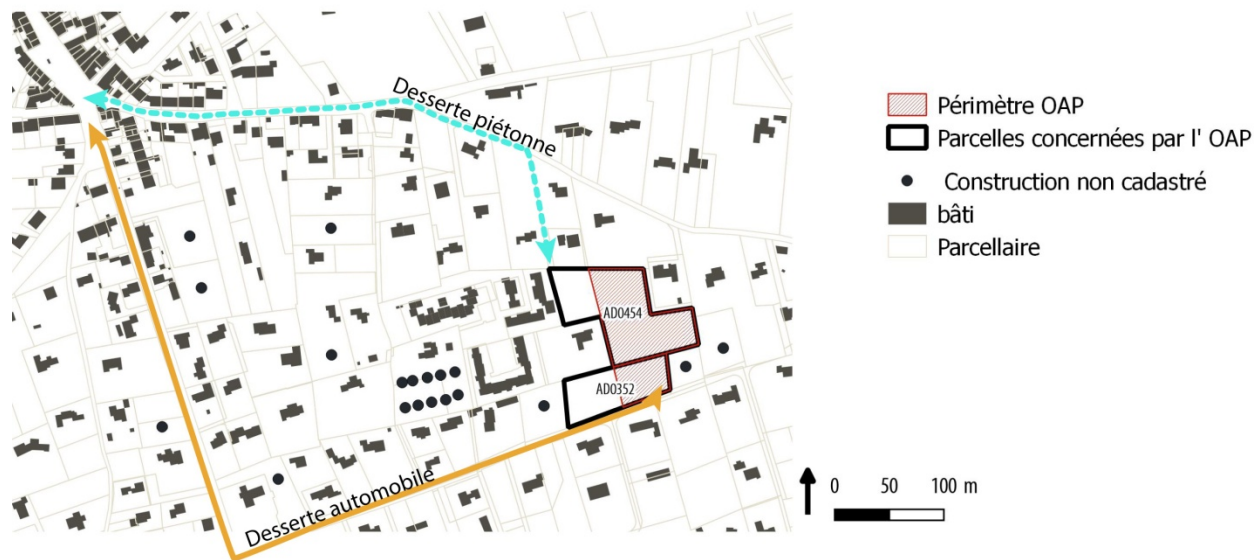 Desserte piétonne
AD0454
AD0352
Desserte automobile
Périmètre OAP
Parcelles concernées par l' OAP
Construction non cadastré
bâti
Parcellaire
0 50 100 m